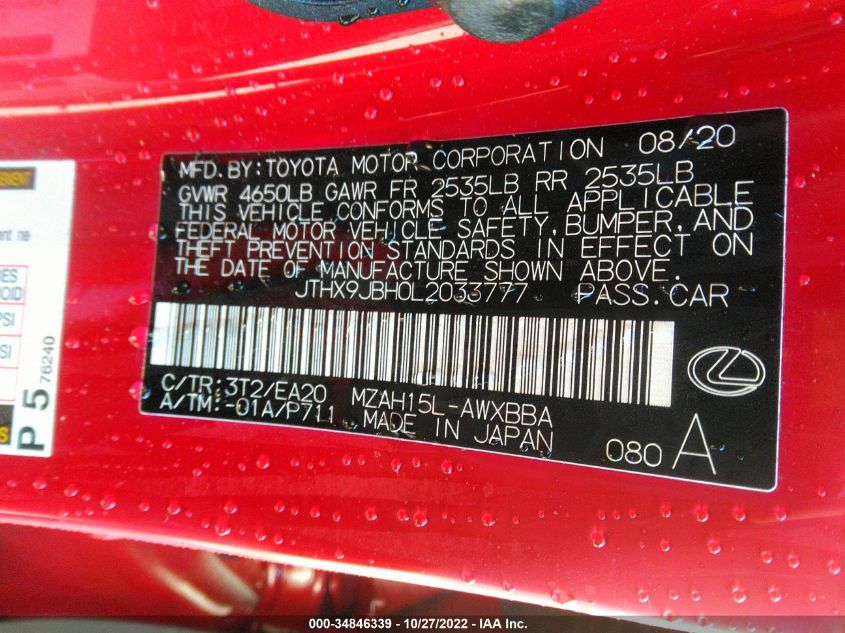 MFD. BY: TOYOTA MOTOR CORPORATION 08/20
GVWR 4650LB GAWR FR 2535LB RR 2535LB
THIS VEHICLE CONFORMS TO ALL APPLICABLE
FEDERAL MOTOR VEHICLE SAFETY, BUMPER, AND
THEFT PREVENTION STANDARDS IN EFFECT ON
THE DATE OF MANUFACTURE SHOWN ABOVE.
JTHX9JBH0L2033777 PASS. CAR
C/TR: 3T2/EA20 MZAH15L-AWXBBA
A/TM: -01A/P711 MADE IN JAPAN
080 A
PSI
P 5 76240
000-34846339 - 10/27/2022 - IAA Inc.